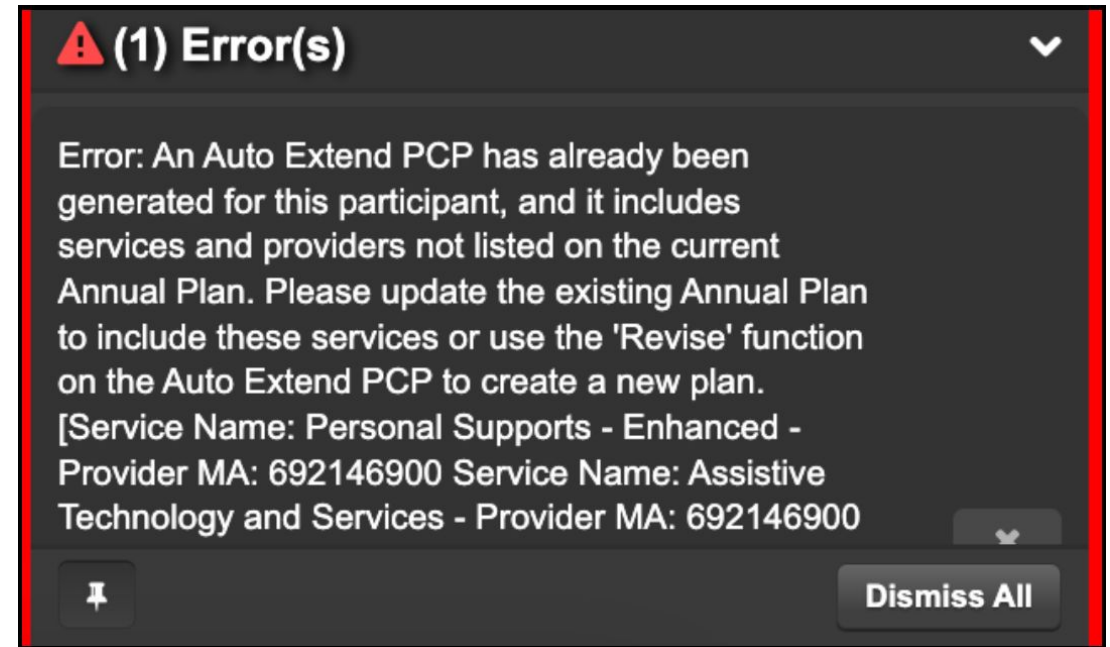 (1) Error(s)
Error: An Auto Extend PCP has already been
generated for this participant, and it includes
services and providers not listed on the current
Annual Plan. Please update the existing Annual Plan
to include these services or use the 'Revise' function
on the Auto Extend PCP to create a new plan.
[Service Name: Personal Supports - Enhanced -
Provider MA: 692146900 Service Name: Assistive
Technology and Services - Provider MA: 692146900
Dismiss All